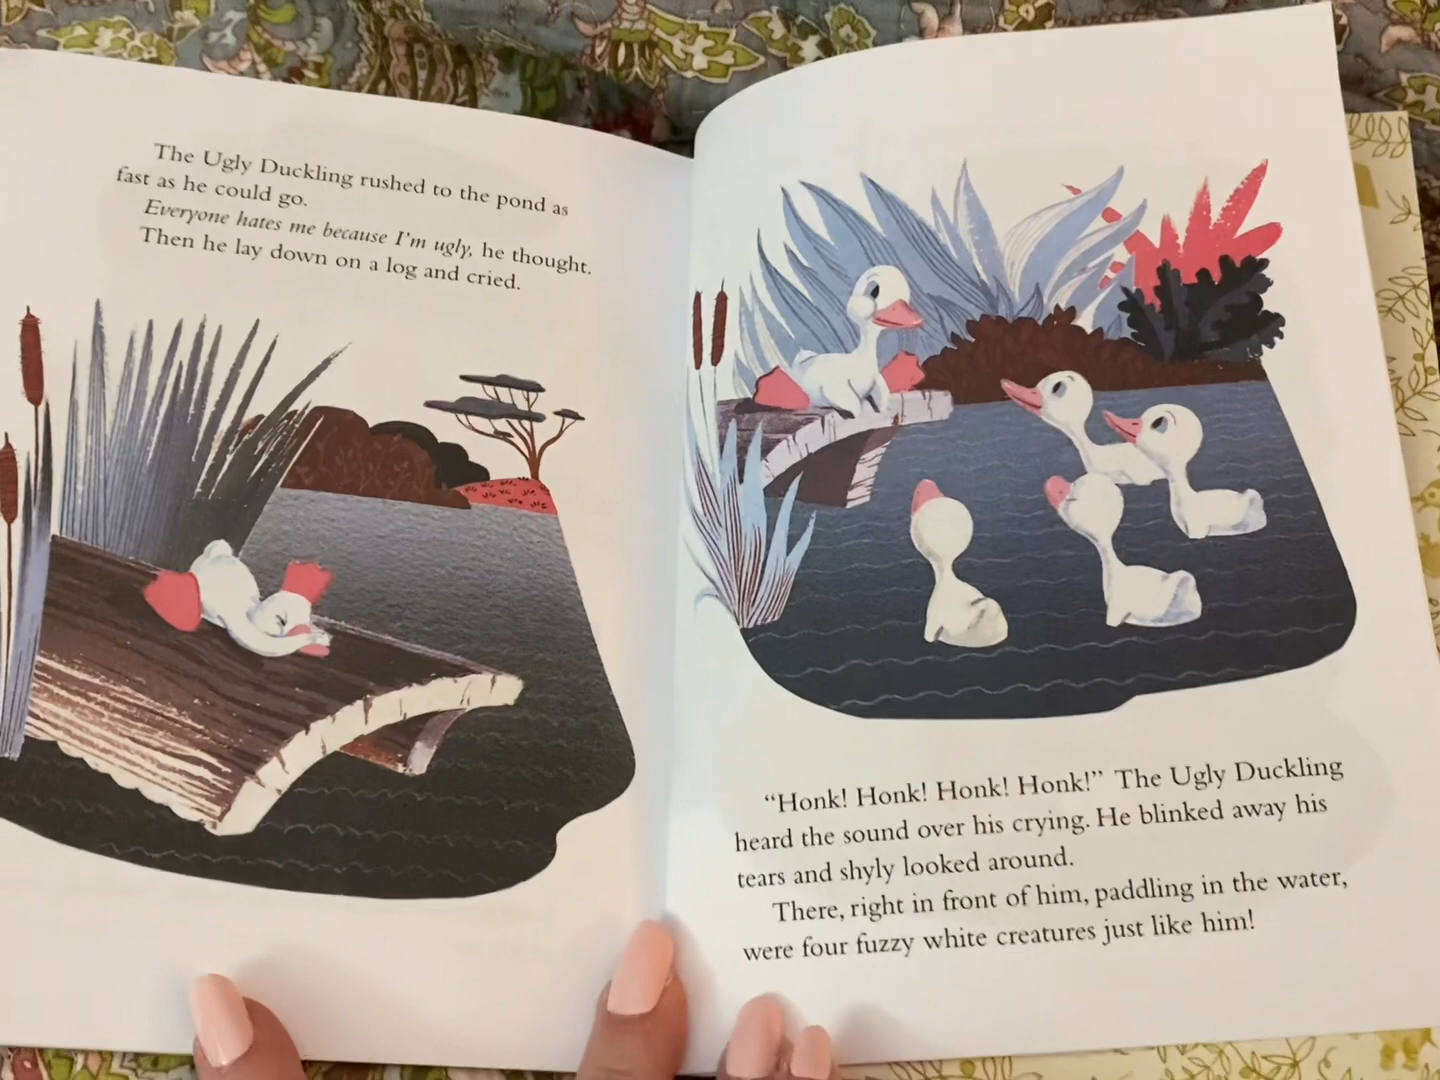 The Ugly Duckling rushed to the pond as
fast as he could go.
Everyone hates me because I'm ugly, he thought.
Then he lay down on a log and cried.
“Honk! Honk! Honk! Honk!” The Ugly Duckling
heard the sound over his crying. He blinked away his
tears and shyly looked around.
There, right in front of him, paddling in the water,
were four fuzzy white creatures just like him!